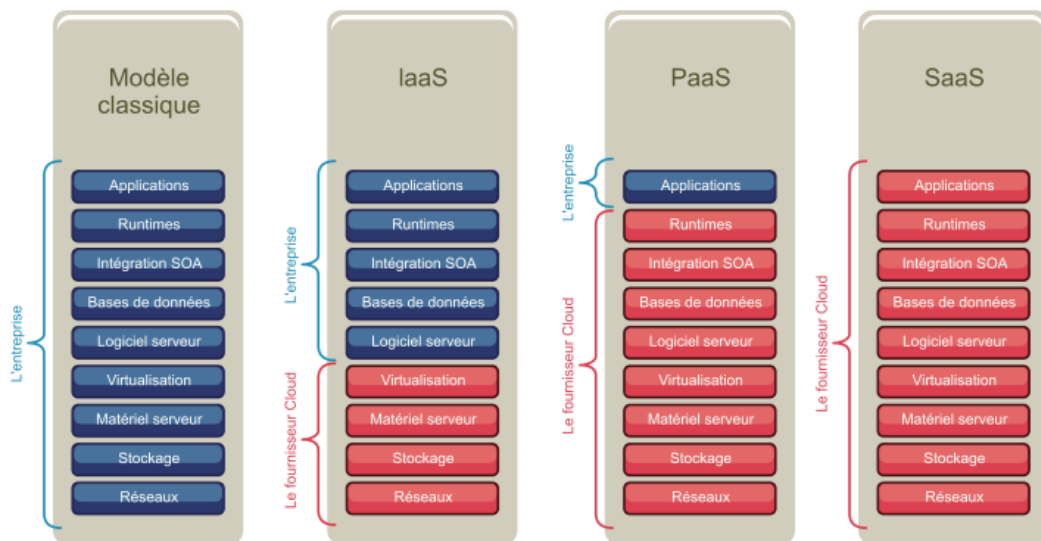 Modèle
classique
L'entreprise
Applications
Runtimes
Intégration SOA
Bases de données
Logiciel serveur
Virtualisation
Matériel serveur
Stockage
Réseaux
IaaS
L'entreprise
Le fournisseur Cloud
Applications
Runtimes
Intégration SOA
Bases de données
Logiciel serveur
Virtualisation
Matériel serveur
Stockage
Réseaux
PaaS
L'entreprise
Le fournisseur Cloud
Applications
Runtimes
Intégration SOA
Bases de données
Logiciel serveur
Virtualisation
Matériel serveur
Stockage
Réseaux
SaaS
Le fournisseur Cloud
Applications
Runtimes
Intégration SOA
Bases de données
Logiciel serveur
Virtualisation
Matériel serveur
Stockage
Réseaux